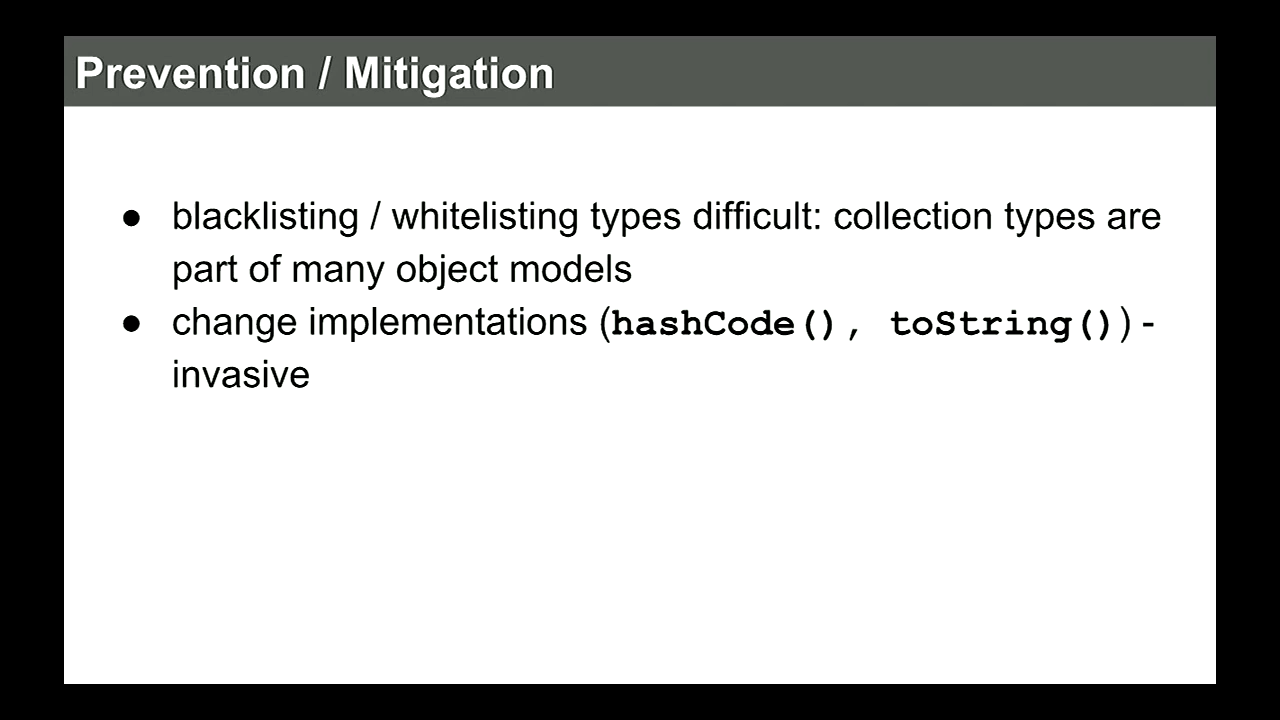 Prevention / Mitigation
● blacklisting / whitelisting types difficult: collection types are
part of many object models
● change implementations (hashCode(), toString()) -
invasive